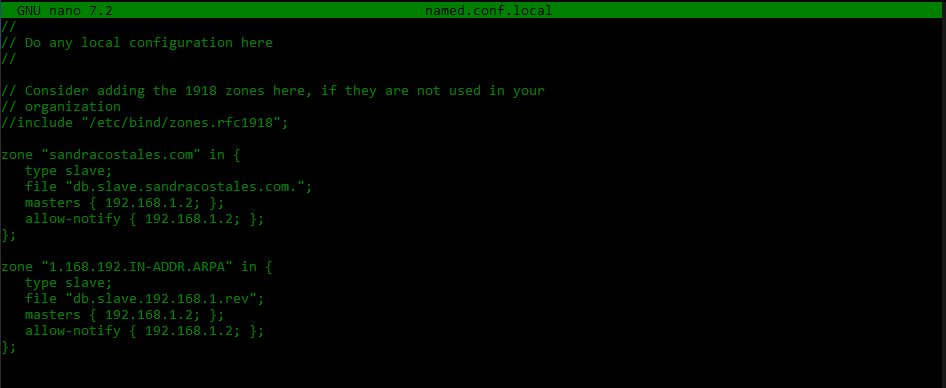 GNU nano 7.2 named.conf.local
//
// Do any local configuration here
//
// Consider adding the 1918 zones here, if they are not used in your
// organization
//include "/etc/bind/zones.rfc1918";
zone "sandracostales.com" in {
type slave;
file "db.slave.sandracostales.com.";
masters { 192.168.1.2; };
allow-notify { 192.168.1.2; };
};
zone "1.168.192.IN-ADDR.ARPA" in {
type slave;
file "db.slave.192.168.1.rev";
masters { 192.168.1.2; };
allow-notify { 192.168.1.2; };
};